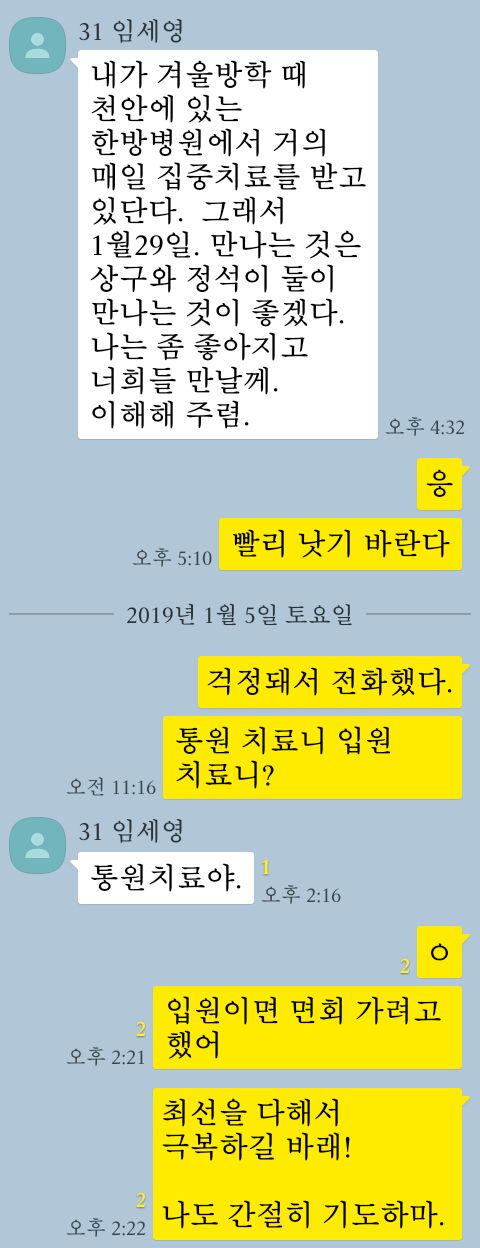 31 임세영
내가 겨울방학 때
천안에 있는
한방병원에서 거의
매일 집중치료를 받고
있단다. 그래서
1월29일. 만나는 것은
상구와 정석이 둘이
만나는 것이 좋겠다.
나는 좀 좋아지고
너희들 만날께.
이해해 주렴.
오후 4:32
웅
빨리 낫기 바란다
오후 5:10
2019년 1월 5일 토요일
걱정돼서 전화했다.
통원 치료니 입원
치료니?
오전 11:16
31 임세영
통원치료야.
1
오후 2:16
ㅇ
2
입원이면 면회 가려고
했어
2
오후 2:21
최선을 다해서
극복하길 바래!
나도 간절히 기도하마.
2
오후 2:22